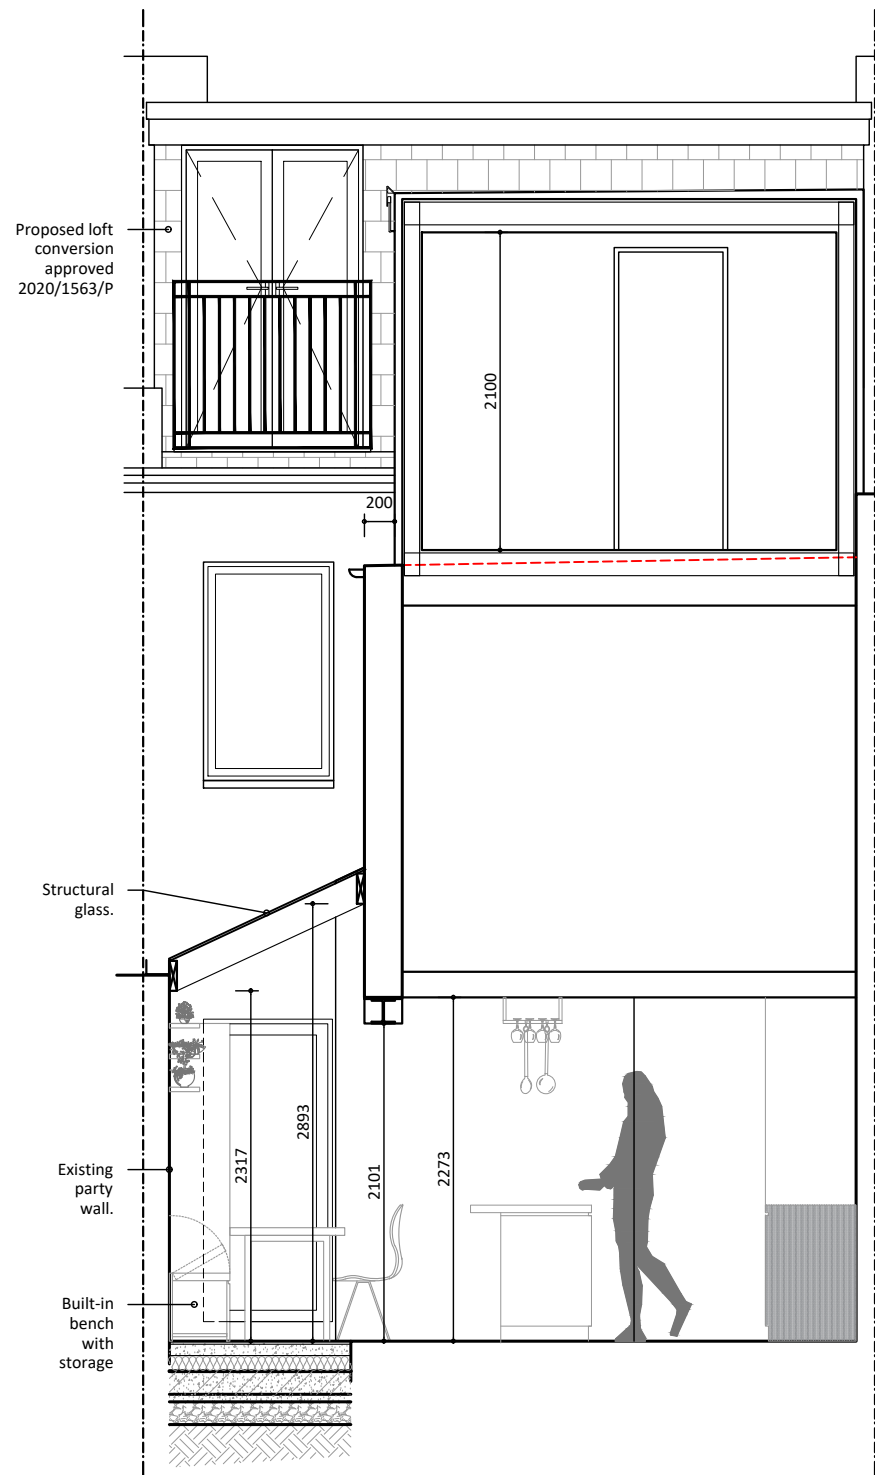 Proposed loft
conversion
approved
2020/1563/P
2100
200
Structural
glass.
2893
2317
2101
2273
Existing
party
wall.
Built-in
bench
with
storage